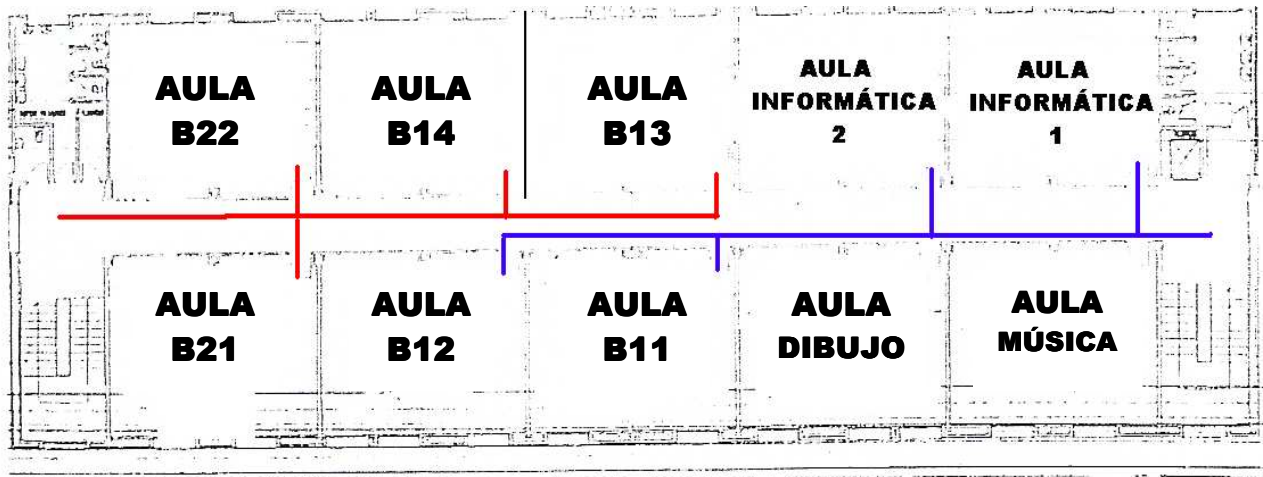 AULA
B22
AULA
B14
AULA
B13
AULA
INFORMÁTICA
2
AULA
INFORMÁTICA
1
AULA
B21
AULA
B12
AULA
B11
AULA
DIBUJO
AULA
MÚSICA